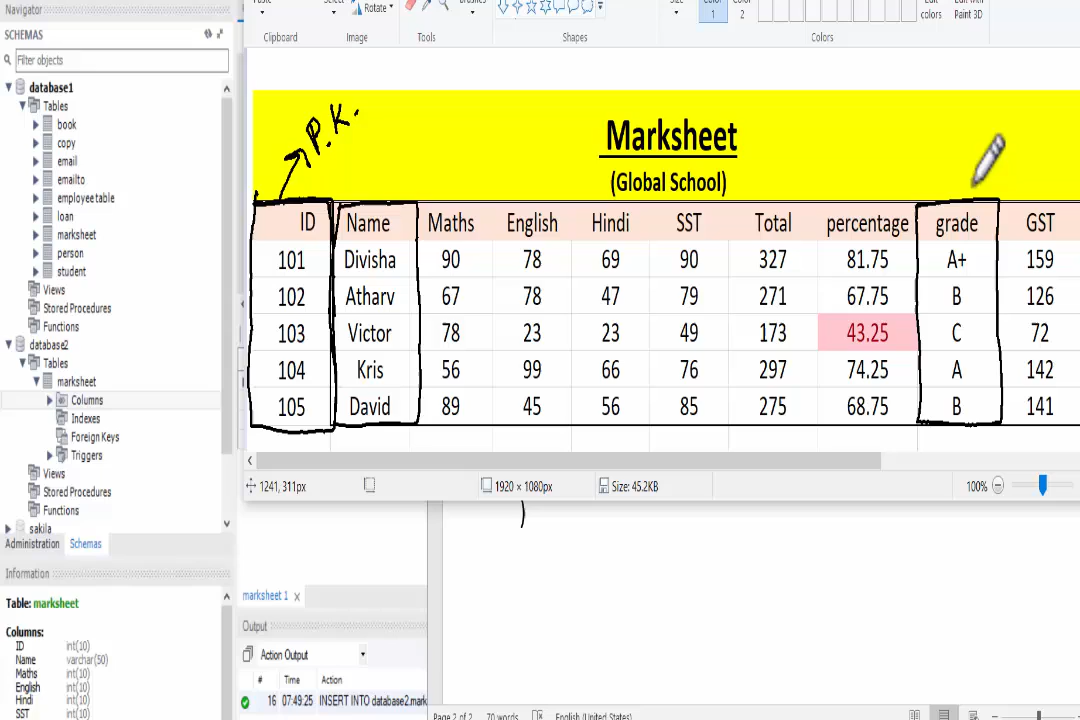 Navigator
SCHEMAS
Filter objects
database1
Tables
book
copy
email
emailto
employee table
loan
marksheet
person
student
Views
Stored Procedures
Functions
database2
Tables
marksheet
Columns
Indexes
Foreign Keys
Triggers
Views
Stored Procedures
Functions
sakila
Administration Schemas
Information
Table: marksheet
Columns:
ID int(10)
Name varchar(50)
Maths int(10)
English int(10)
Hindi int(10)
SST int(10)
Rotate
Clipboard Image Tools Shapes Colors
1 2 colors Paint 3D
P.K.
Marksheet
(Global School)
ID Name Maths English Hindi SST Total percentage grade GST
101 Divisha 90 78 69 90 327 81.75 A+ 159
102 Atharv 67 78 47 79 271 67.75 B 126
103 Victor 78 23 23 49 173 43.25 C 72
104 Kris 56 99 66 76 297 74.25 A 142
105 David 89 45 56 85 275 68.75 B 141
1241, 311px 1920 × 1080px Size: 45.2KB 100%
)
marksheet 1 x
Output
Action Output
# Time Action
16 07:49:25 INSERT INTO database2.mark
Page 2 of 2 70 words English (United States)